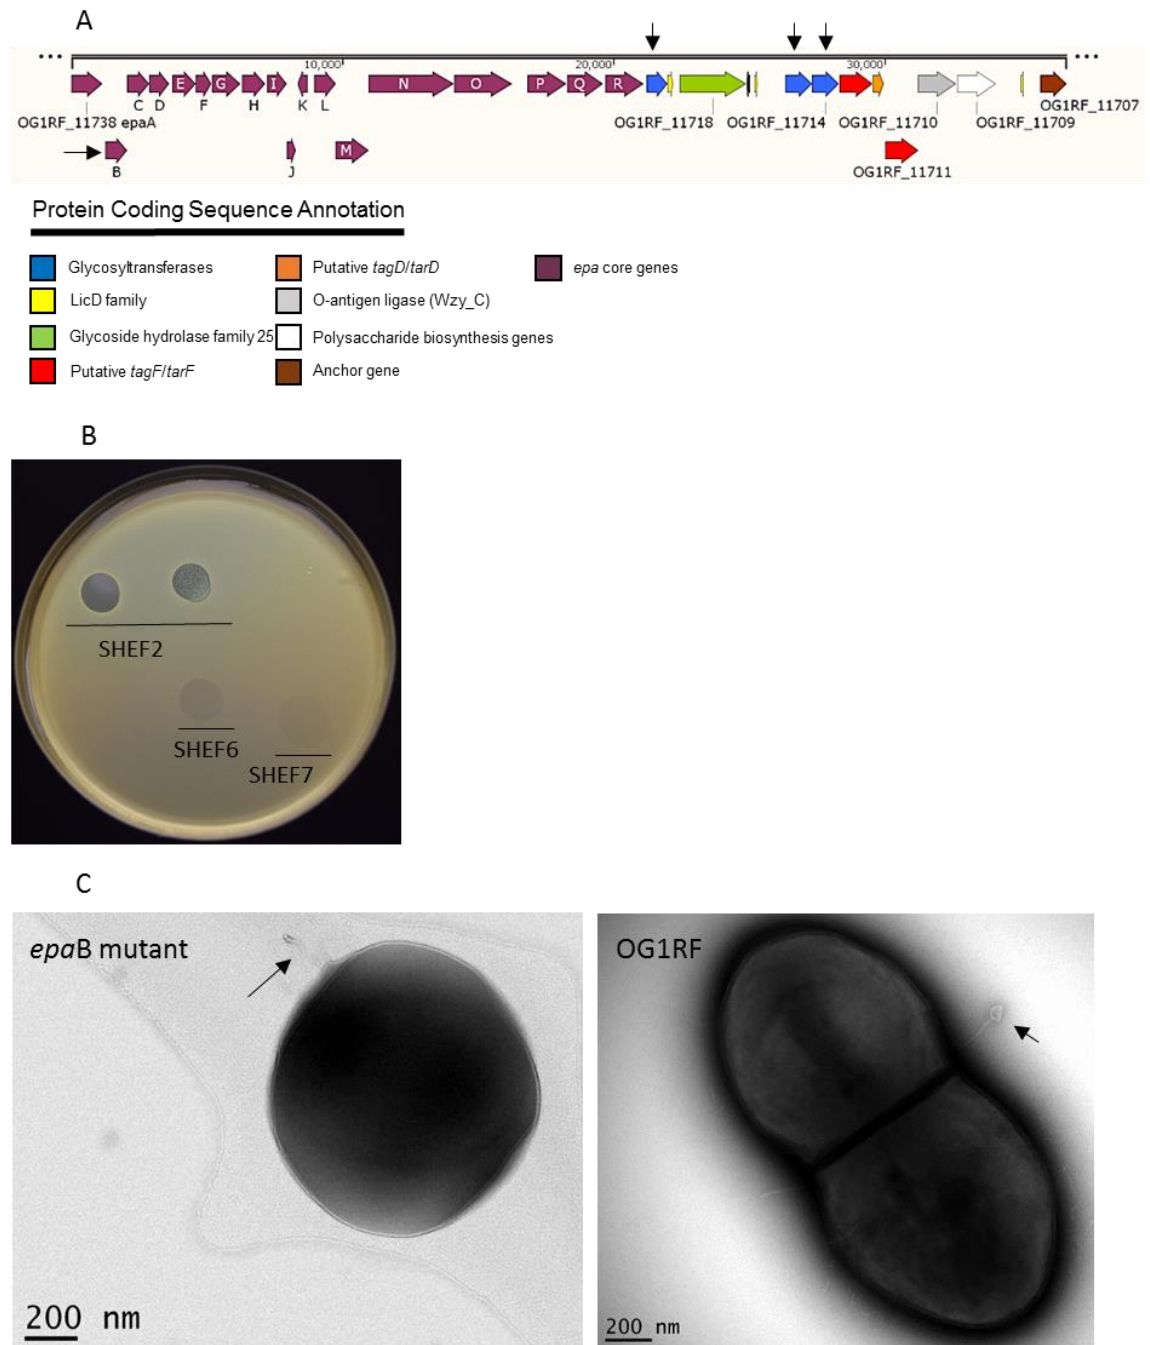 A
••• 10,000 20,000 30,000 •••
C D E F G H I K L N O P Q R
OG1RF_11738 epaA OG1RF_11718 OG1RF_11714 OG1RF_11710 OG1RF_11709 OG1RF_11707
B J M OG1RF_11711
Protein Coding Sequence Annotation
Glycosyltransferases Putative tagD/tarD epa core genes
LicD family O-antigen ligase (Wzy_C)
Glycoside hydrolase family 25 Polysaccharide biosynthesis genes
Putative tagF/tarF Anchor gene
B
SHEF2
SHEF6
SHEF7
C
epaB mutant OG1RF
200 nm 200 nm